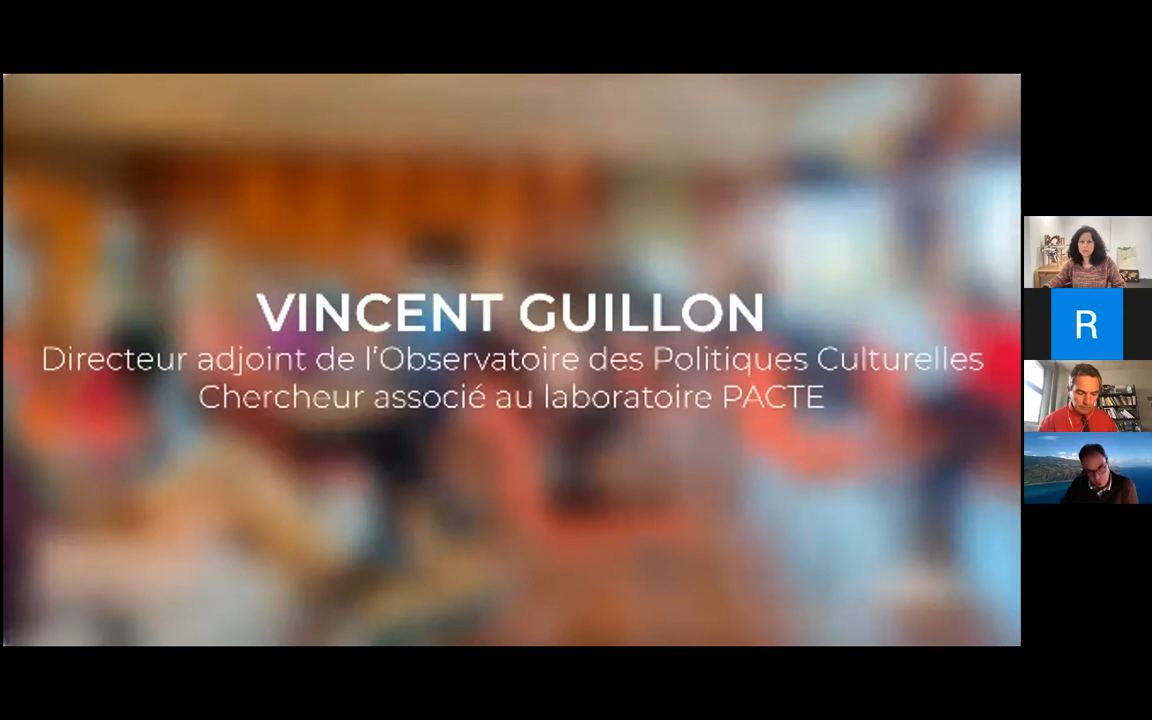 VINCENT GUILLON
Directeur adjoint de l'Observatoire des Politiques Culturelles
Chercheur associé au laboratoire PACTE
R